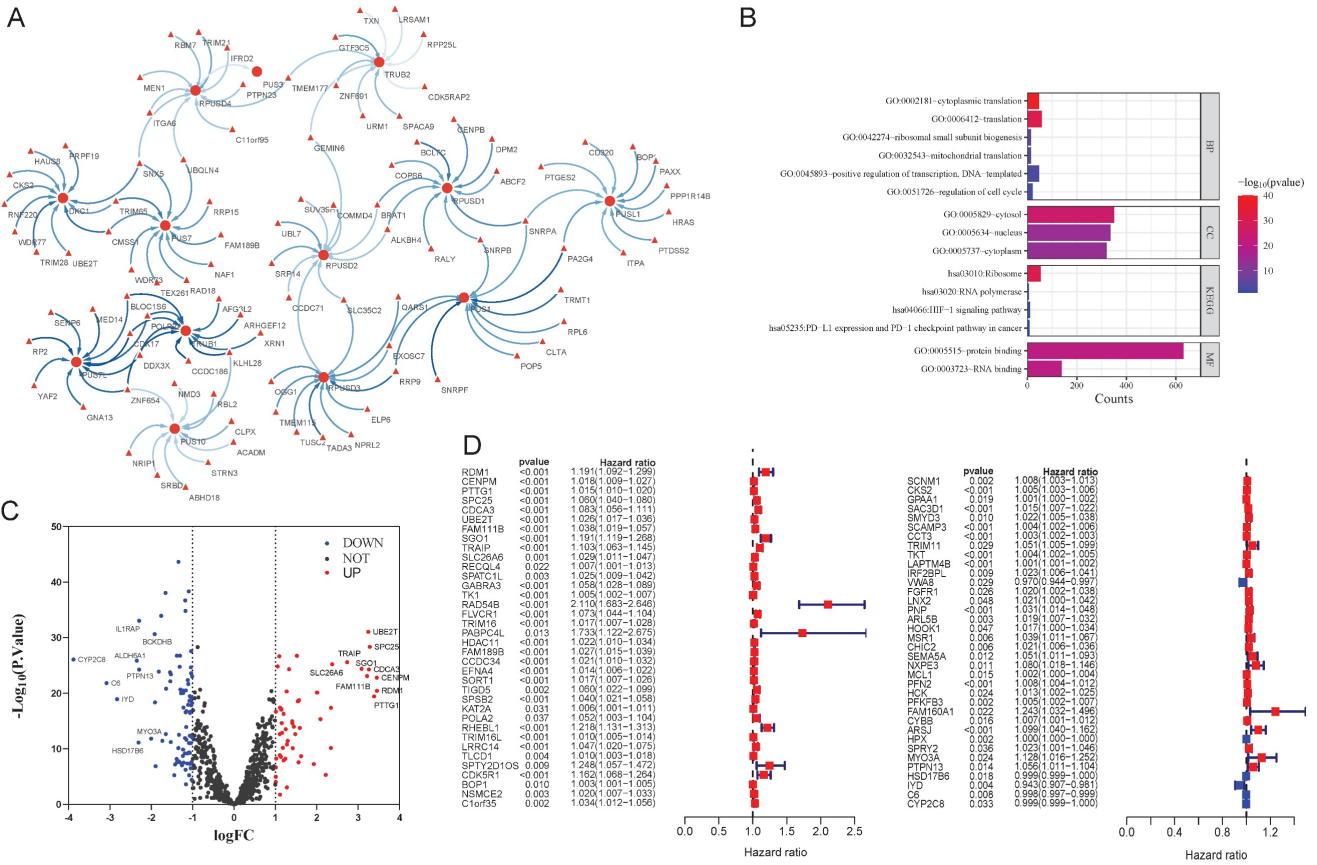 A
TXN
LRSAM1
RBM7
TRIM21
GTF3C5
RPP25L
IFRD2
TRUB2
PUS3
MEN1
PTPN23
TMEM177
ZNF691
CDK5RAP2
RPUSD4
ITGA6
URM1
SPACA9
C11orf95
CENPB
GEMIN6
BCL7C
DPM2
CD320
BOP1
HAUS8
PRPF19
SNX5
UBQLN4
COPS6
ABCF2
PTGES2
PAXX
CKS2
RPUSD1
PPP1R14B
RNF220
DKC1
TRIM65
RRP15
COMMD4
BRAT1
PUSL1
HRAS
UBL7
ALKBH4
SNRPA
WDR77
CMSS1
PUS7
FAM189B
SNRPB
PTDSS2
TRIM28
UBE2T
NAF1
SRP14
RPUSD2
RALY
PA2G4
ITPA
WDR73
TEX261
RAD18
CCDC71
SLC35C2
QARS1
PUS1
TRMT1
BLOC1S6
AFG3L2
SENP6
MED14
ARHGEF12
RPL6
TRUB1
XRN1
RP2
CDK17
EXOSC7
CLTA
DDX3X
KLHL28
POP5
PUS7L
CCDC186
RRP9
SNRPF
YAF2
ZNF654
NMD3
RBL2
OGG1
RPUSD3
GNA13
ELP6
CLPX
TMEM115
PUS10
ACADM
TUSC2
TADA3
NPRL2
NRIP1
STRN3
SRBD
ABHD18
B
GO:0002181~cytoplasmic translation
GO:0006412~translation
GO:0042274~ribosomal small subunit biogenesis
GO:0032543~mitochondrial translation
GO:0045893~positive regulation of transcription, DNA-templated
GO:0051726~regulation of cell cycle
BP
GO:0005829~cytosol
GO:0005634~nucleus
GO:0005737~cytoplasm
CC
hsa03010:Ribosome
hsa03020:RNA polymerase
hsa04066:HIF-1 signaling pathway
hsa05235:PD-L1 expression and PD-1 checkpoint pathway in cancer
KEGG
GO:0005515~protein binding
GO:0003723~RNA binding
MF
0 200 400 600
Counts
-log10(pvalue)
40
30
20
10
C
-Log10(P.Value)
50
40
30
20
10
0
DOWN
NOT
UP
IL1RAP
BCKDHB
CYP2C8
ALDH6A1
PTPN13
C6
IYD
MYO3A
HSD17B6
UBE2T
SPC25
TRAIP
SGO1
CDCA3
SLC26A6
CENPM
FAM111B
RDM1
PTTG1
-4 -3 -2 -1 0 1 2 3 4
logFC
D
pvalue Hazard ratio
RDM1 <0.001 1.191(1.092-1.299)
CENPM <0.001 1.018(1.009-1.027)
PTTG1 <0.001 1.015(1.010-1.020)
SPC25 <0.001 1.060(1.040-1.080)
CDCA3 <0.001 1.083(1.056-1.111)
UBE2T <0.001 1.026(1.017-1.036)
FAM111B <0.001 1.038(1.019-1.057)
SGO1 <0.001 1.191(1.119-1.268)
TRAIP <0.001 1.103(1.063-1.145)
SLC26A6 <0.001 1.029(1.011-1.047)
RECQL4 0.022 1.007(1.001-1.013)
SPATC1L 0.003 1.025(1.009-1.042)
GABRA3 <0.001 1.058(1.028-1.089)
TK1 <0.001 1.005(1.002-1.007)
RAD54B <0.001 2.110(1.683-2.646)
FLVCR1 <0.001 1.073(1.044-1.104)
TRIM16 <0.001 1.017(1.007-1.028)
PABPC4L 0.013 1.733(1.122-2.675)
HDAC11 <0.001 1.022(1.010-1.034)
FAM189B <0.001 1.027(1.015-1.039)
CCDC34 <0.001 1.021(1.010-1.032)
EFNA4 <0.001 1.014(1.006-1.022)
SORT1 <0.001 1.017(1.007-1.026)
TIGD5 0.002 1.060(1.022-1.099)
SPSB2 <0.001 1.040(1.021-1.058)
KAT2A 0.031 1.006(1.001-1.011)
POLA2 0.037 1.052(1.003-1.104)
RHEBL1 <0.001 1.218(1.131-1.313)
TRIM16L <0.001 1.010(1.005-1.014)
LRRC14 <0.001 1.047(1.020-1.075)
TLCD1 0.004 1.010(1.003-1.018)
SPTY2D1OS 0.009 1.248(1.057-1.472)
CDK5R1 <0.001 1.162(1.068-1.264)
BOP1 0.010 1.003(1.001-1.005)
NSMCE2 0.003 1.020(1.007-1.033)
C1orf35 0.002 1.034(1.012-1.056)
0.0 0.5 1.0 1.5 2.0 2.5
Hazard ratio
pvalue Hazard ratio
SCNM1 0.002 1.008(1.003-1.013)
CKS2 <0.001 1.005(1.003-1.006)
GPAA1 0.019 1.001(1.000-1.002)
SAC3D1 <0.001 1.015(1.007-1.022)
SMYD3 0.010 1.022(1.005-1.038)
SCAMP3 <0.001 1.004(1.002-1.006)
CCT3 <0.001 1.003(1.002-1.003)
TRIM11 0.029 1.051(1.005-1.099)
TKT <0.001 1.004(1.002-1.005)
LAPTM4B <0.001 1.001(1.001-1.002)
IRF2BPL 0.009 1.023(1.006-1.041)
VWA8 0.029 0.970(0.944-0.997)
FGFR1 0.026 1.020(1.002-1.038)
LNX2 0.048 1.021(1.000-1.042)
PNP <0.001 1.031(1.014-1.048)
ARL5B 0.003 1.019(1.007-1.032)
HOOK1 0.047 1.017(1.000-1.034)
MSR1 0.006 1.039(1.011-1.067)
CHIC2 0.006 1.021(1.006-1.036)
SEMA5A 0.012 1.051(1.011-1.093)
NXPE3 0.011 1.080(1.018-1.146)
MCL1 0.015 1.002(1.000-1.004)
PFN2 <0.001 1.008(1.004-1.012)
HCK 0.024 1.013(1.002-1.025)
PFKFB3 0.002 1.005(1.002-1.007)
FAM160A1 0.022 1.243(1.032-1.496)
CYBB 0.016 1.007(1.001-1.012)
ARSJ <0.001 1.099(1.040-1.162)
HPX 0.002 1.000(1.000-1.000)
SPRY2 0.036 1.023(1.001-1.046)
MYO3A 0.024 1.128(1.016-1.252)
PTPN13 0.014 1.056(1.011-1.104)
HSD17B6 0.018 0.999(0.999-1.000)
IYD 0.004 0.943(0.907-0.981)
C6 0.008 0.998(0.997-0.999)
CYP2C8 0.033 0.999(0.999-1.000)
0.0 0.4 0.8 1.2
Hazard ratio